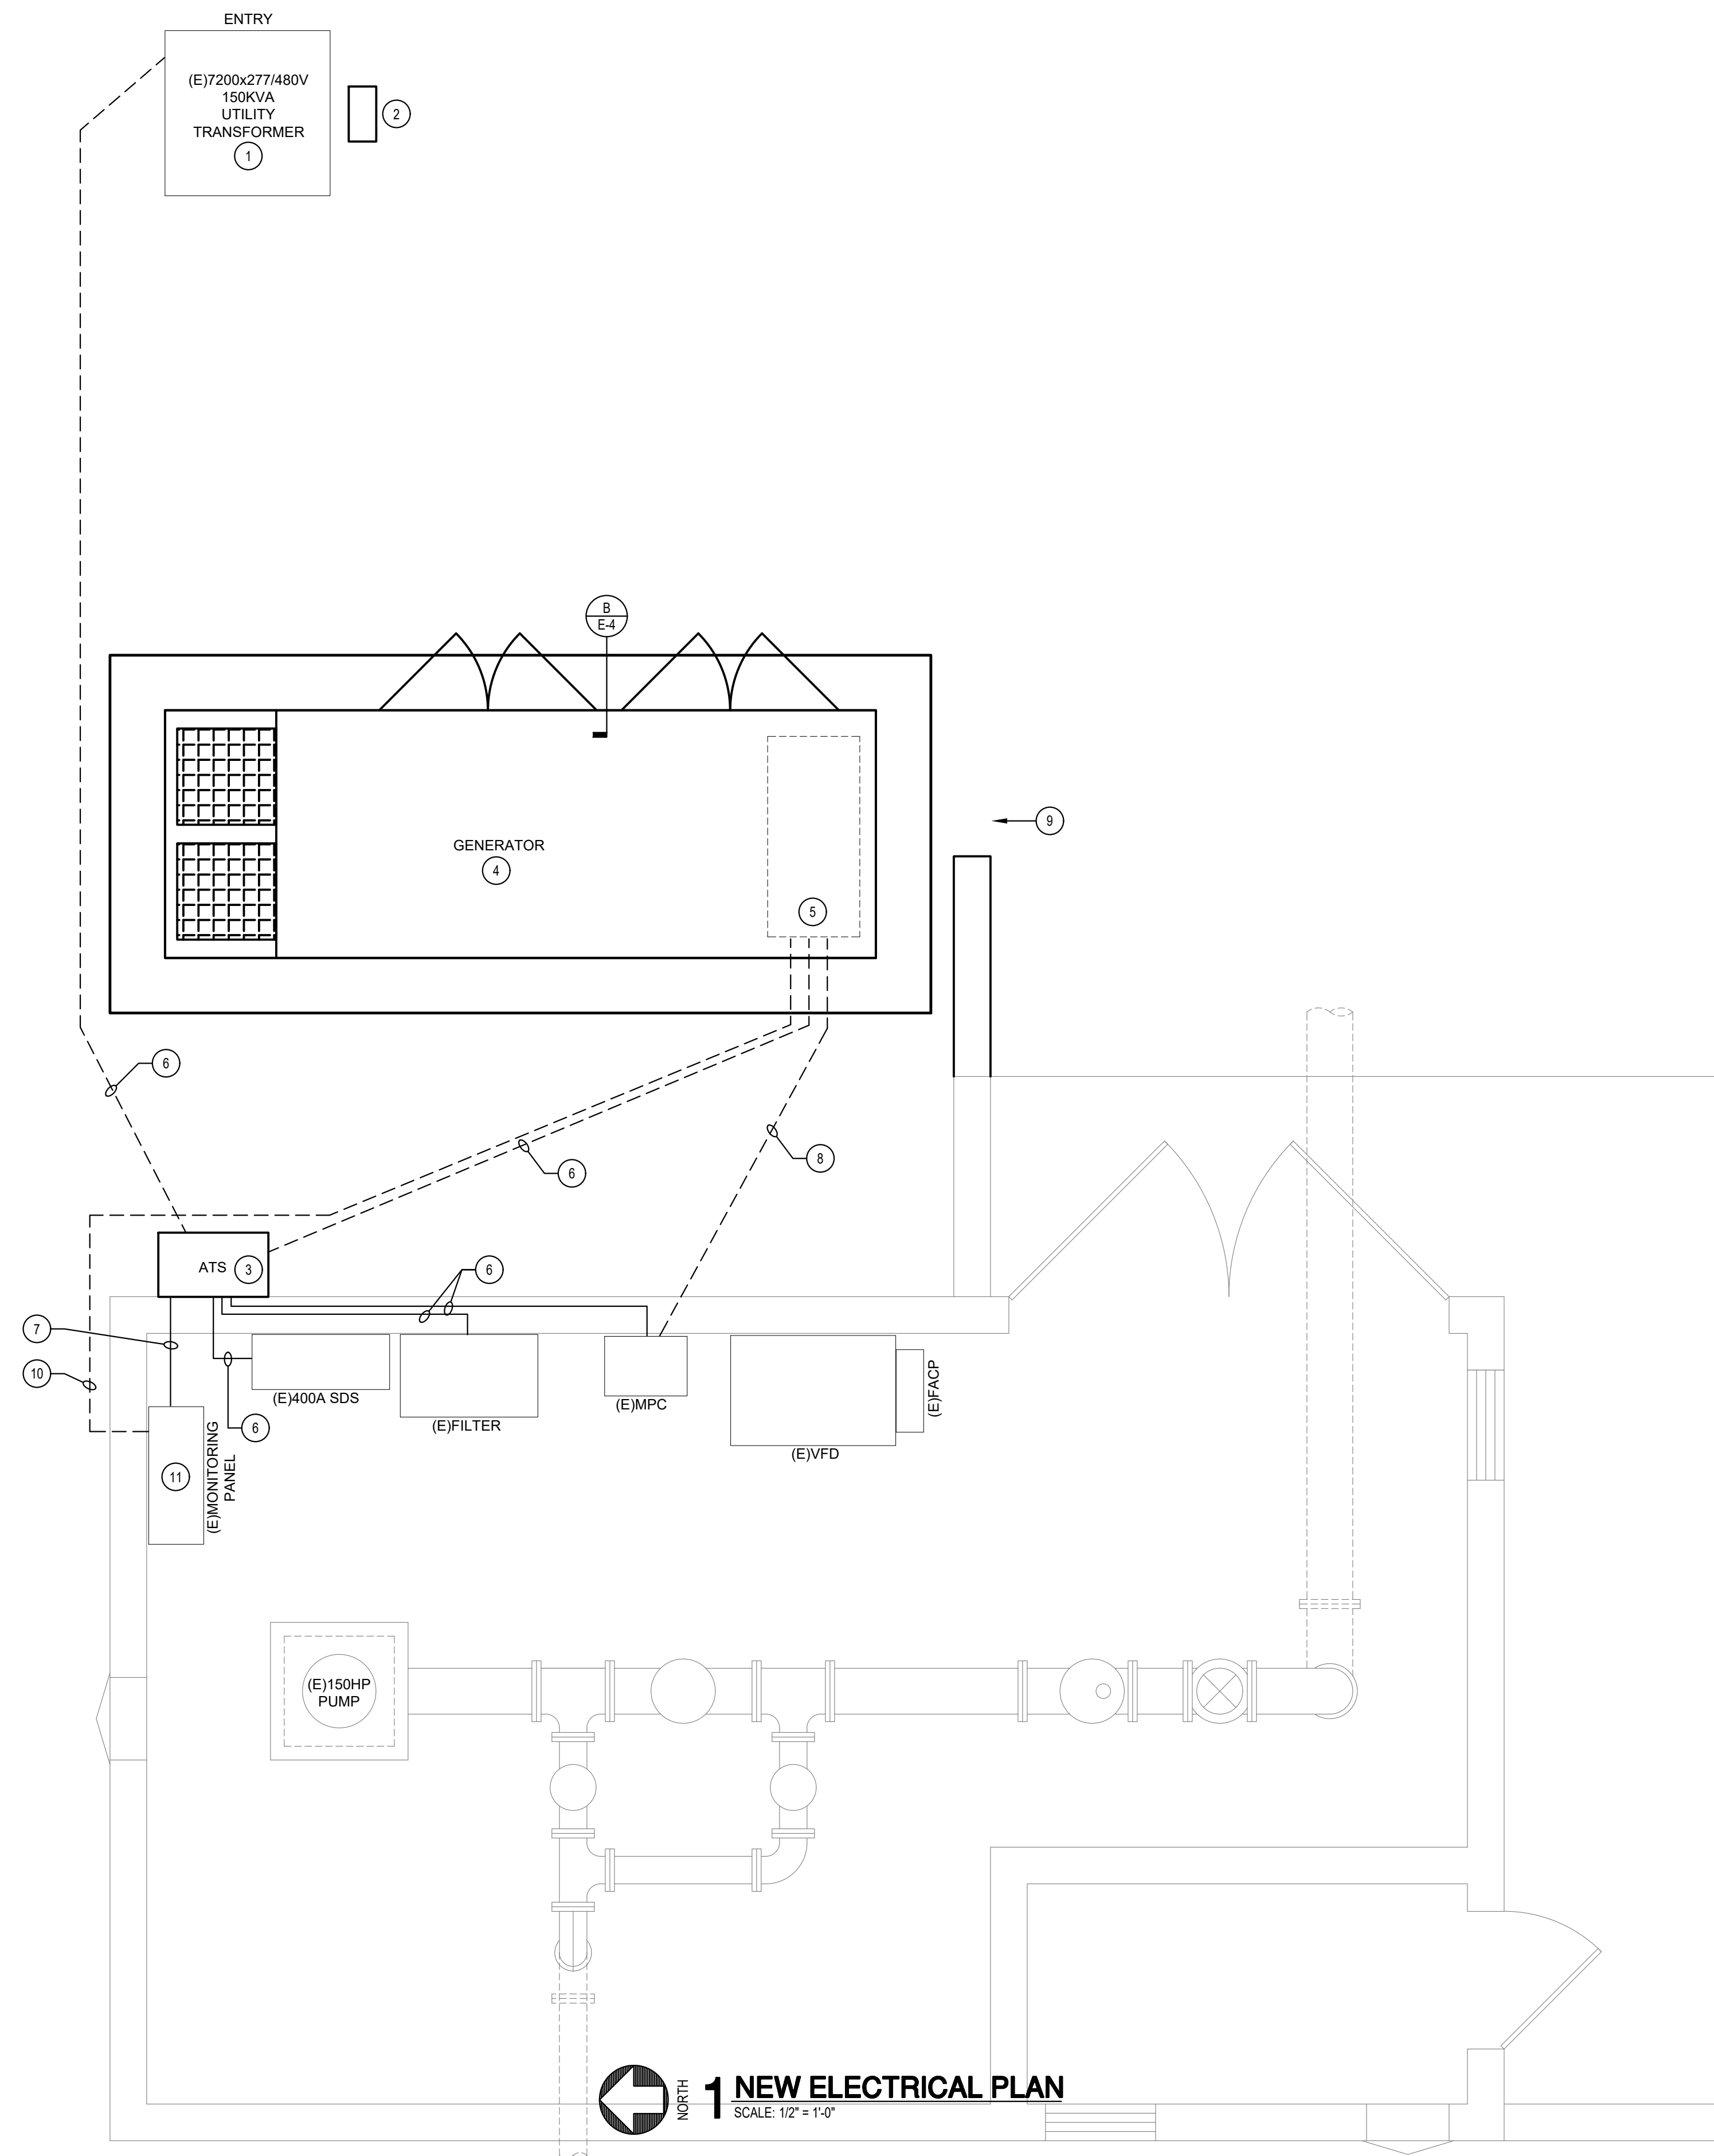 ENTRY
(E)7200x277/480V
150KVA
UTILITY
TRANSFORMER
1
2
B
E-4
GENERATOR
4
5
9
6
6
8
ATS
3
6
7
10
(E)400A SDS
6
(E)FILTER
(E)MPC
(E)VFD
(E)FACP
11
(E)MONITORING
PANEL
(E)150HP
PUMP
NORTH
1
NEW ELECTRICAL PLAN
SCALE: 1/2" = 1'-0"